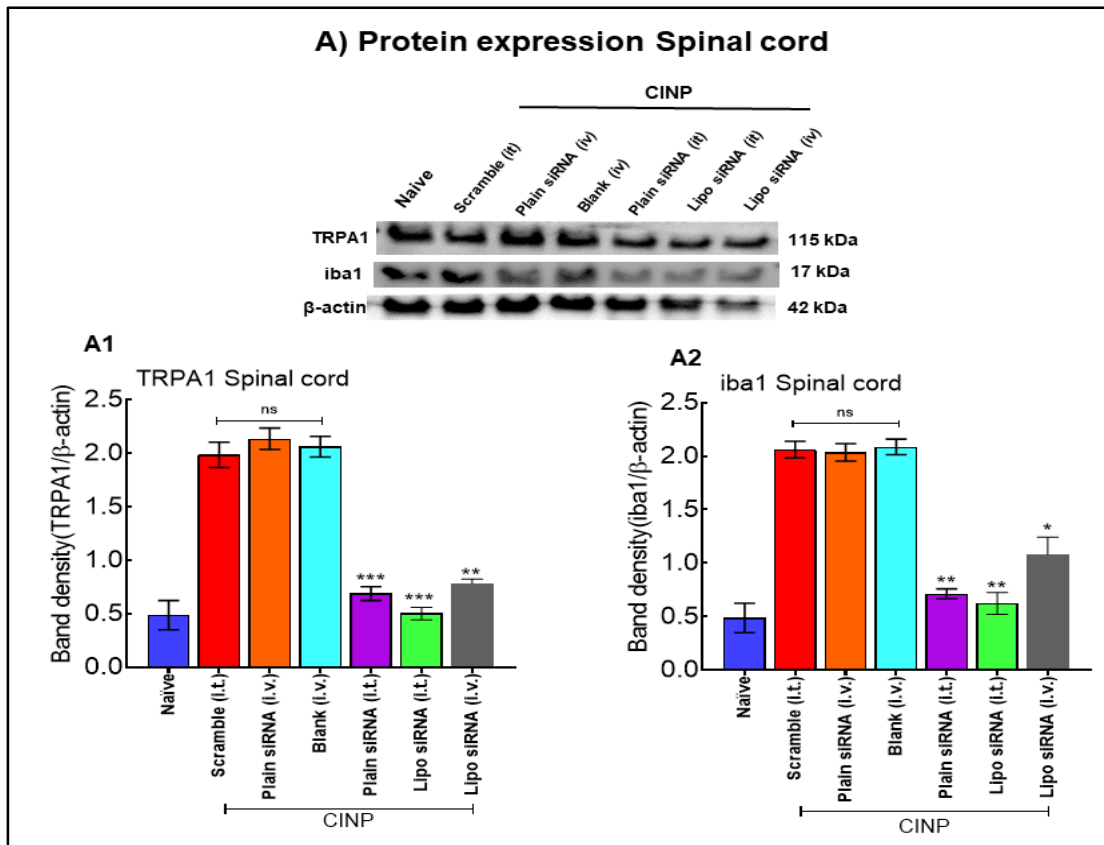 A) Protein expression Spinal cord
CINP
Naive
Scramble (it)
Plain siRNA (iv)
Blank (iv)
Plain siRNA (it)
Lipo siRNA (it)
Lipo siRNA (iv)
TRPA1
115 kDa
iba1
17 kDa
β-actin
42 kDa
A1
TRPA1 Spinal cord
Band density(TRPA1/β-actin)
2.5
2.0
1.5
1.0
0.5
0.0
ns
***
***
**
Naïve
Scramble (i.t.)
Plain siRNA (i.v.)
Blank (i.v.)
Plain siRNA (i.t.)
Lipo siRNA (i.t.)
Lipo siRNA (i.v.)
CINP
A2
iba1 Spinal cord
Band density(iba1/β-actin)
2.5
2.0
1.5
1.0
0.5
0.0
ns
**
**
*
Naïve
Scramble (i.t.)
Plain siRNA (i.v.)
Blank (i.v.)
Plain siRNA (i.t.)
Lipo siRNA (i.t.)
Lipo siRNA (i.v.)
CINP